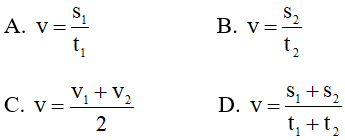 A. v = s₁/t₁ B. v = s₂/t₂
C. v = (v₁ + v₂)/2 D. v = (s₁ + s₂)/(t₁ + t₂)